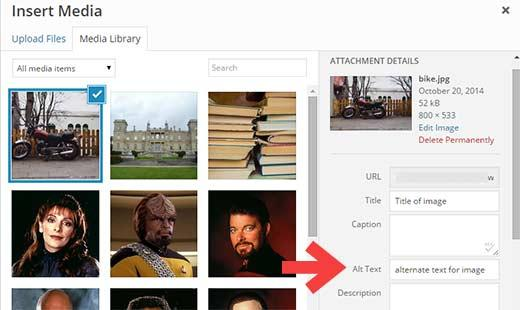 Insert Media
×
Upload Files
Media Library
All media items
Search
ATTACHMENT DETAILS
bike.jpg
October 20, 2014
52 kB
800 × 533
Edit Image
Delete Permanently
URL
w
Title
Title of image
Caption
Alt Text
alternate text for image
Description